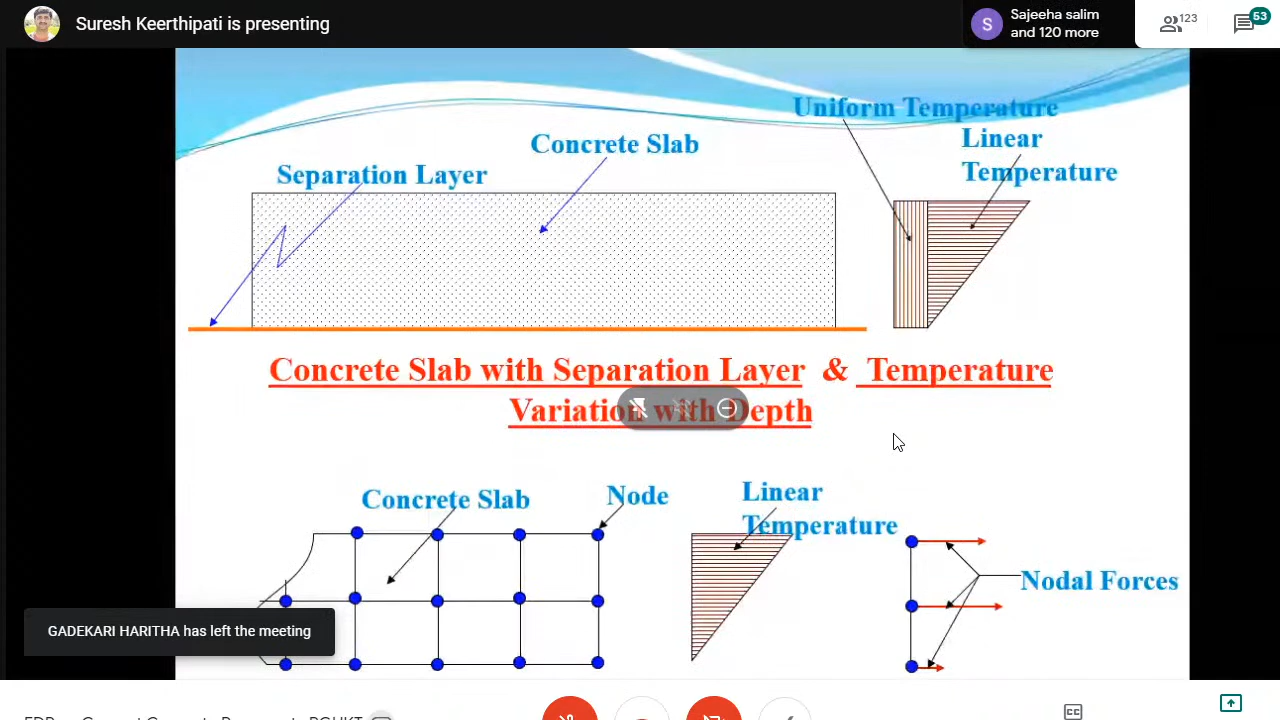 Suresh Keerthipati is presenting
S
Sajeeha salim
and 120 more
123
53
Uniform Temperature
Linear
Temperature
Concrete Slab
Separation Layer
Concrete Slab with Separation Layer & Temperature
Variation with Depth
Concrete Slab
Node
Linear
Temperature
Nodal Forces
GADEKARI HARITHA has left the meeting
CC